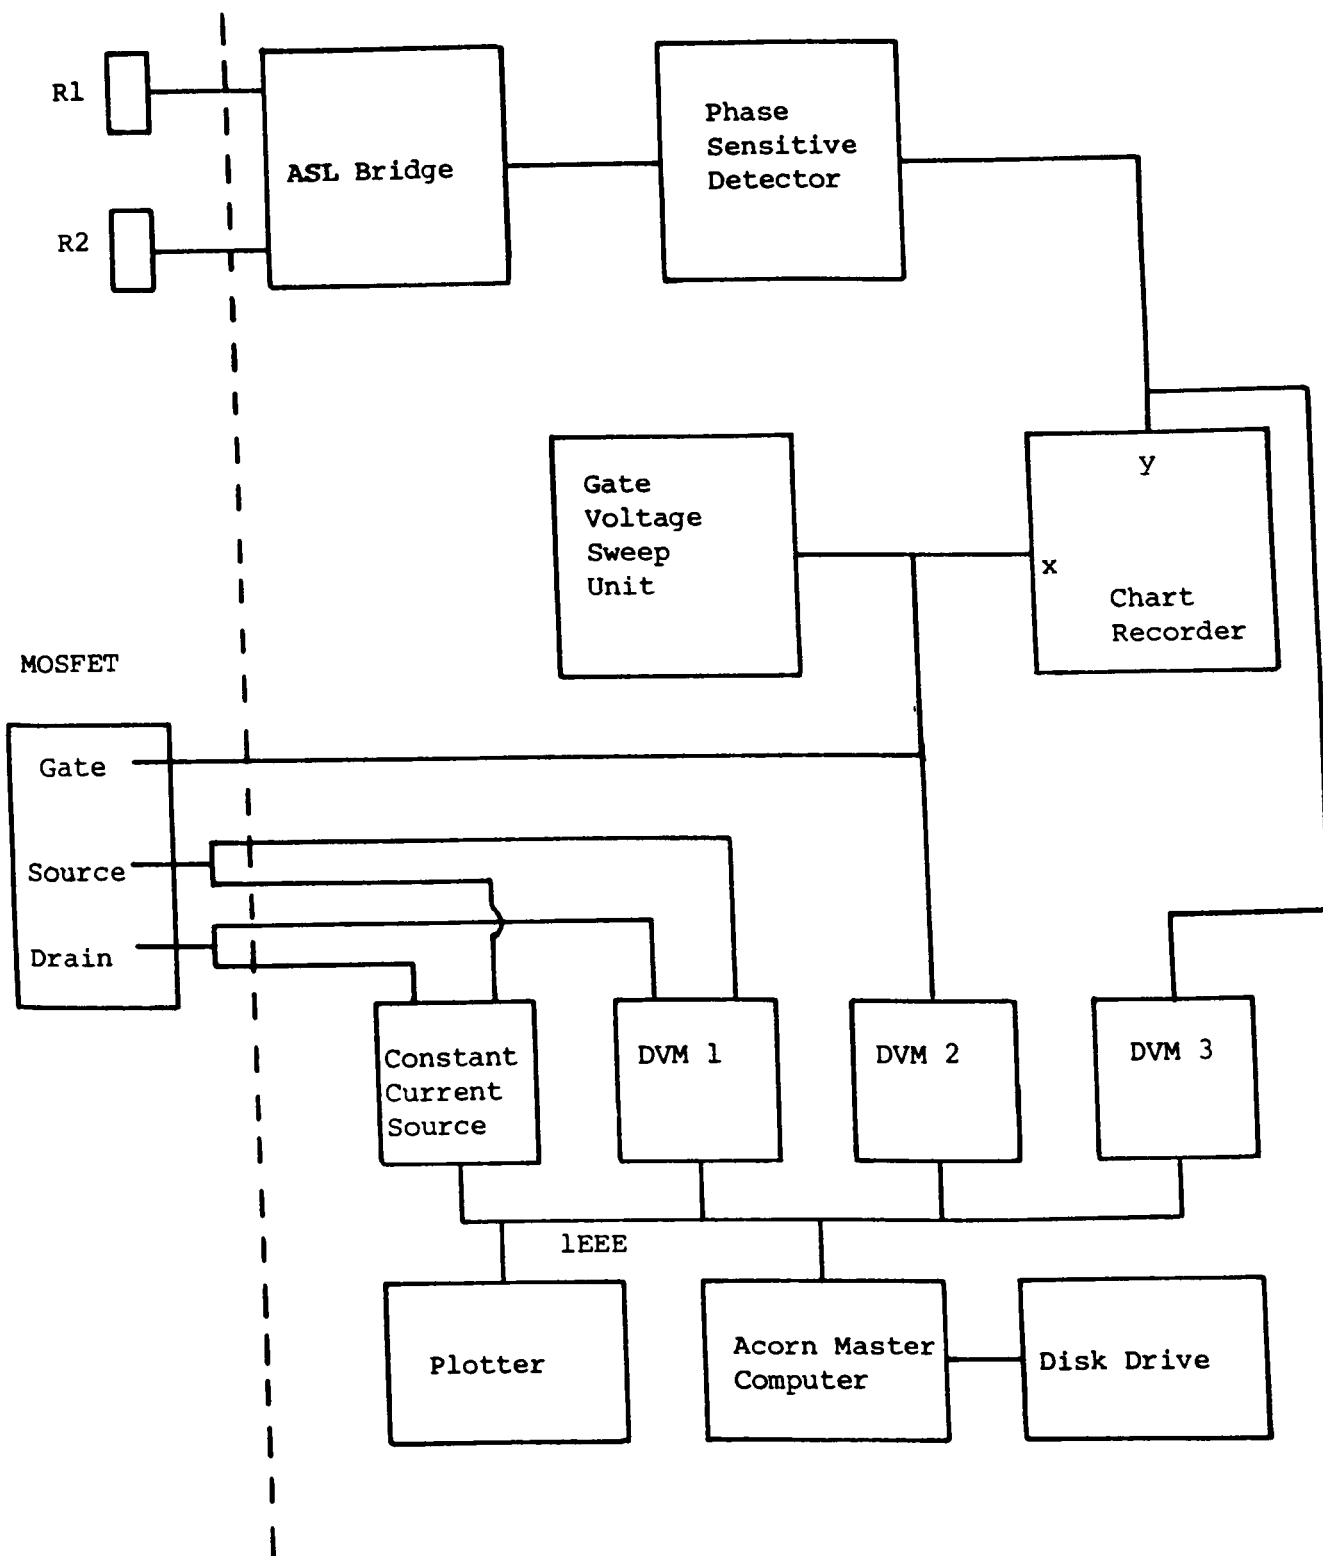 R1
ASL Bridge
Phase
Sensitive
Detector
R2
Gate
Voltage
Sweep
Unit
y
x
Chart
Recorder
MOSFET
Gate
Source
Drain
Constant
Current
Source
DVM 1
DVM 2
DVM 3
lEEE
Plotter
Acorn Master
Computer
Disk Drive